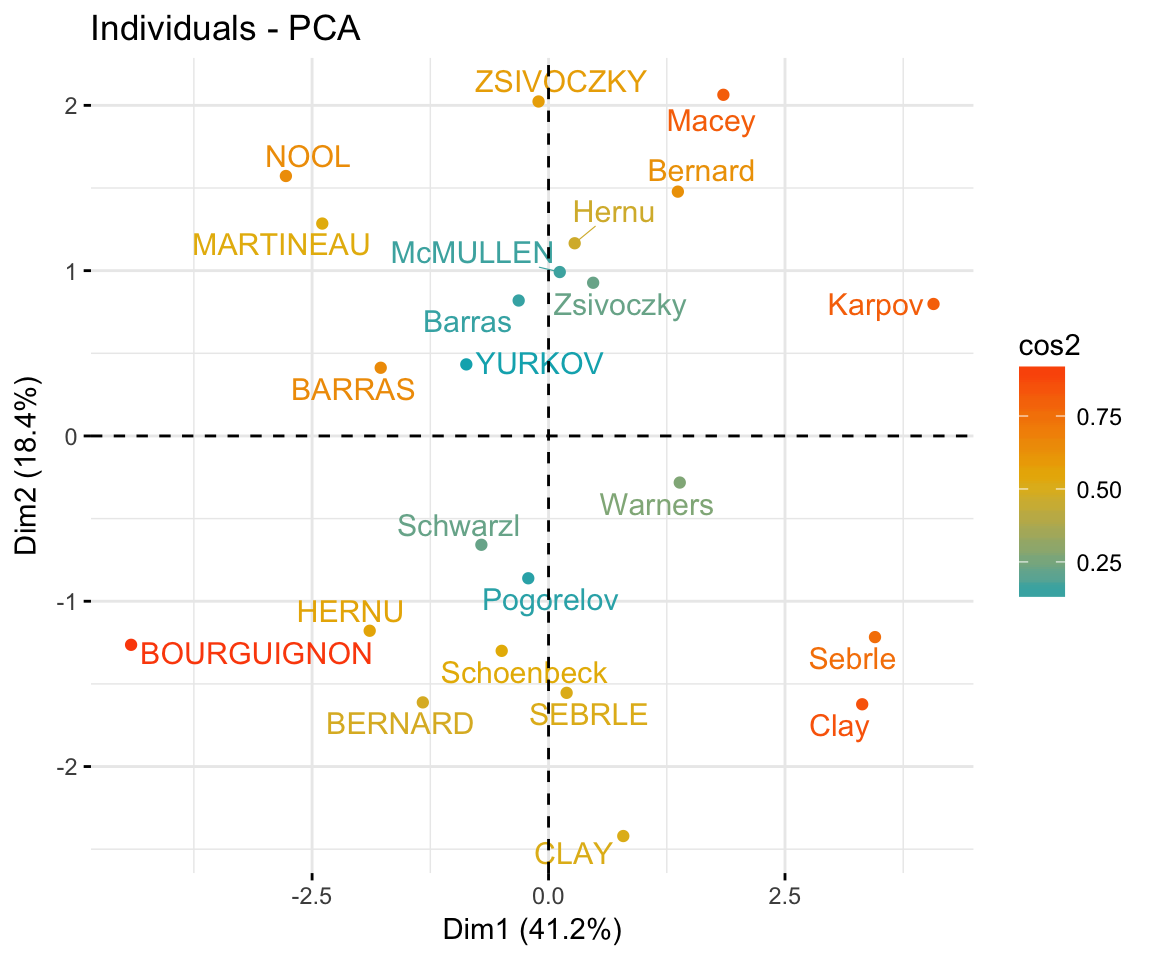 Individuals - PCA
ZSIVOCZKY
Macey
NOOL
Bernard
Hernu
MARTINEAU
McMULLEN
Zsivoczky
Karpov
Barras
YURKOV
BARRAS
Warners
Schwarzl
Pogorelov
HERNU
BOURGUIGNON
Schoenbeck
Sebrle
SEBRLE
BERNARD
Clay
CLAY
2
1
0
-1
-2
Dim2 (18.4%)
-2.5
0.0
2.5
Dim1 (41.2%)
cos2
0.75
0.50
0.25